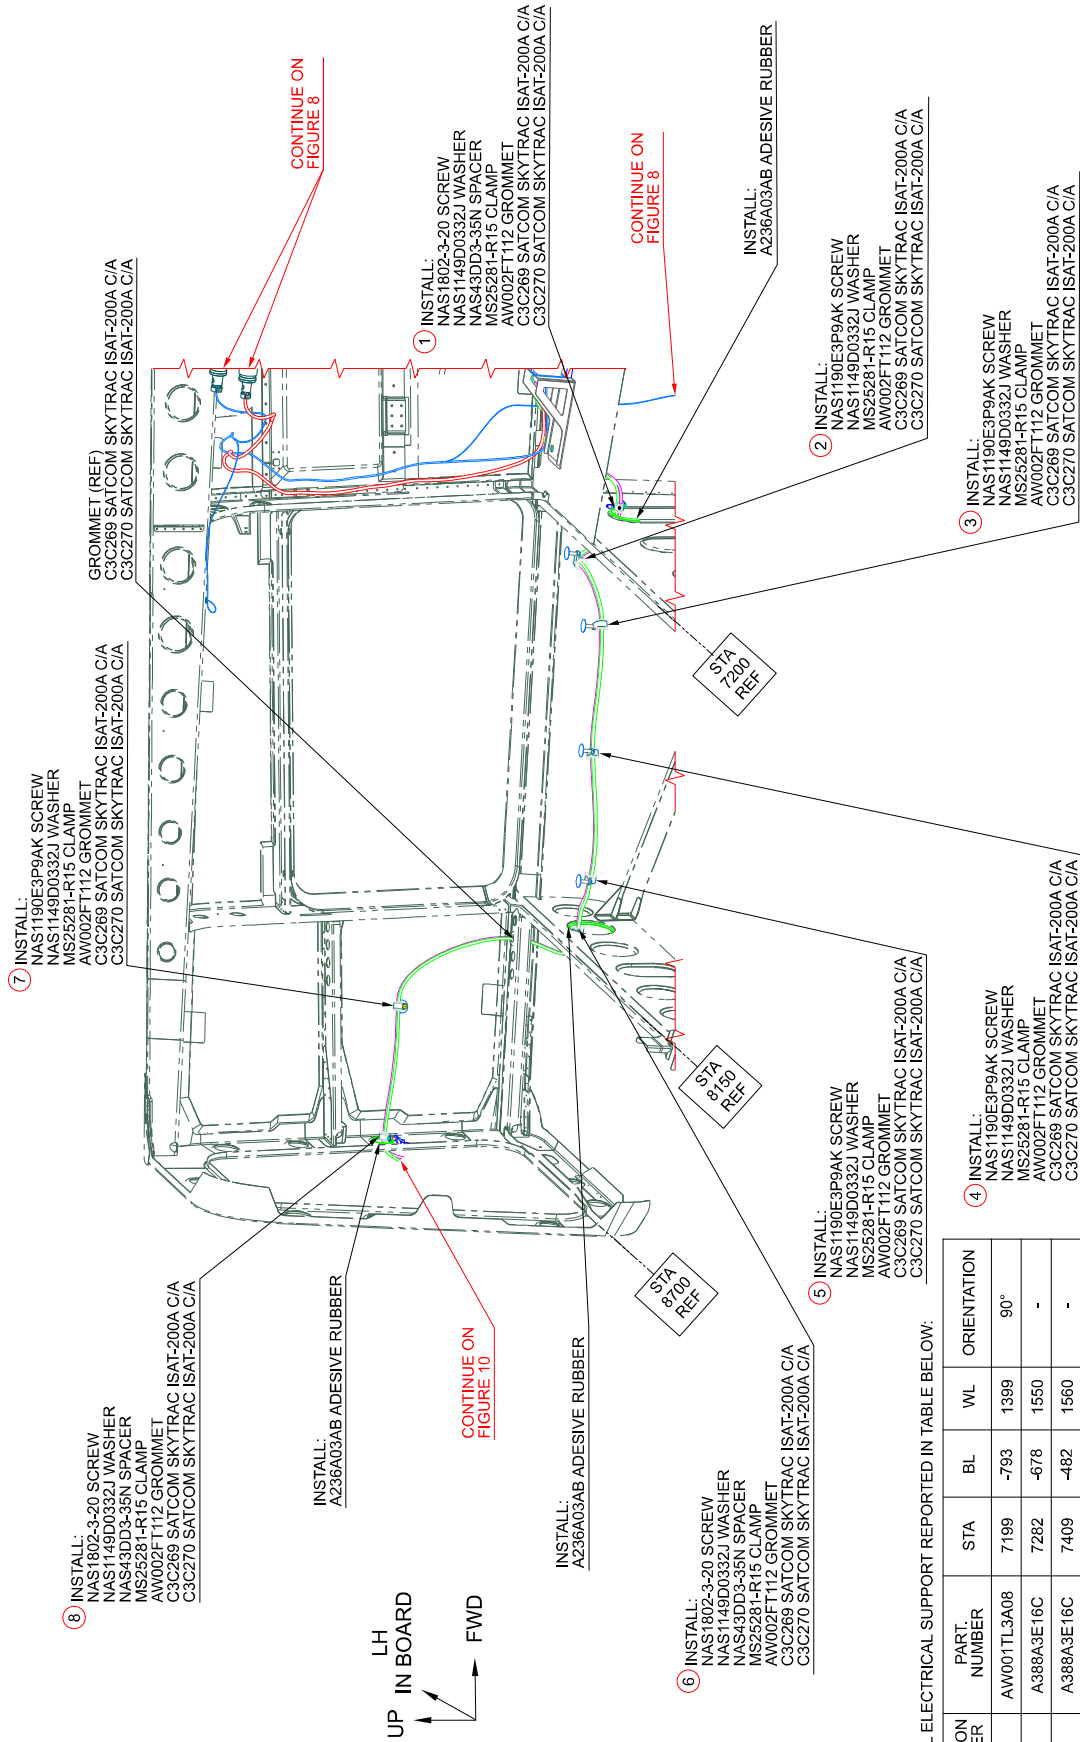 CONTINUE ON
FIGURE 8
GROMMET (REF)
C3C269 SATCOM SKYTRAC ISAT-200A C/A
C3C270 SATCOM SKYTRAC ISAT-200A C/A
1 INSTALL:
NAS1802-3-20 SCREW
NAS1149D0332J WASHER
NAS43DD3-35N SPACER
MS25281-R15 CLAMP
AW002FT112 GROMMET
C3C269 SATCOM SKYTRAC ISAT-200A C/A
C3C270 SATCOM SKYTRAC ISAT-200A C/A
CONTINUE ON
FIGURE 8
INSTALL:
A236A03AB ADESIVE RUBBER
2 INSTALL:
NAS1190E3P9AK SCREW
NAS1149D0332J WASHER
MS25281-R15 CLAMP
AW002FT112 GROMMET
C3C269 SATCOM SKYTRAC ISAT-200A C/A
C3C270 SATCOM SKYTRAC ISAT-200A C/A
3 INSTALL:
NAS1190E3P9AK SCREW
NAS1149D0332J WASHER
MS25281-R15 CLAMP
AW002FT112 GROMMET
C3C269 SATCOM SKYTRAC ISAT-200A C/A
C3C270 SATCOM SKYTRAC ISAT-200A C/A
7 INSTALL:
NAS1190E3P9AK SCREW
NAS1149D0332J WASHER
MS25281-R15 CLAMP
AW002FT112 GROMMET
C3C269 SATCOM SKYTRAC ISAT-200A C/A
C3C270 SATCOM SKYTRAC ISAT-200A C/A
STA
7200
REF
STA
8150
REF
STA
8700
REF
4 INSTALL:
NAS1190E3P9AK SCREW
NAS1149D0332J WASHER
MS25281-R15 CLAMP
AW002FT112 GROMMET
C3C269 SATCOM SKYTRAC ISAT-200A C/A
C3C270 SATCOM SKYTRAC ISAT-200A C/A
5 INSTALL:
NAS1190E3P9AK SCREW
NAS1149D0332J WASHER
MS25281-R15 CLAMP
AW002FT112 GROMMET
C3C269 SATCOM SKYTRAC ISAT-200A C/A
C3C270 SATCOM SKYTRAC ISAT-200A C/A
8 INSTALL:
NAS1802-3-20 SCREW
NAS1149D0332J WASHER
NAS43DD3-35N SPACER
MS25281-R15 CLAMP
AW002FT112 GROMMET
C3C269 SATCOM SKYTRAC ISAT-200A C/A
C3C270 SATCOM SKYTRAC ISAT-200A C/A
INSTALL:
A236A03AB ADESIVE RUBBER
CONTINUE ON
FIGURE 10
INSTALL:
A236A03AB ADESIVE RUBBER
6 INSTALL:
NAS1802-3-20 SCREW
NAS1149D0332J WASHER
NAS43DD3-35N SPACER
MS25281-R15 CLAMP
AW002FT112 GROMMET
C3C269 SATCOM SKYTRAC ISAT-200A C/A
C3C270 SATCOM SKYTRAC ISAT-200A C/A
UP
LH
IN BOARD
FWD
ELECTRICAL SUPPORT REPORTED IN TABLE BELOW:
PART NUMBER STA BL WL ORIENTATION
AW001TL3A08 7199 -793 1399 90°
A388A3E16C 7282 -678 1550 -
A388A3E16C 7409 -482 1560 -